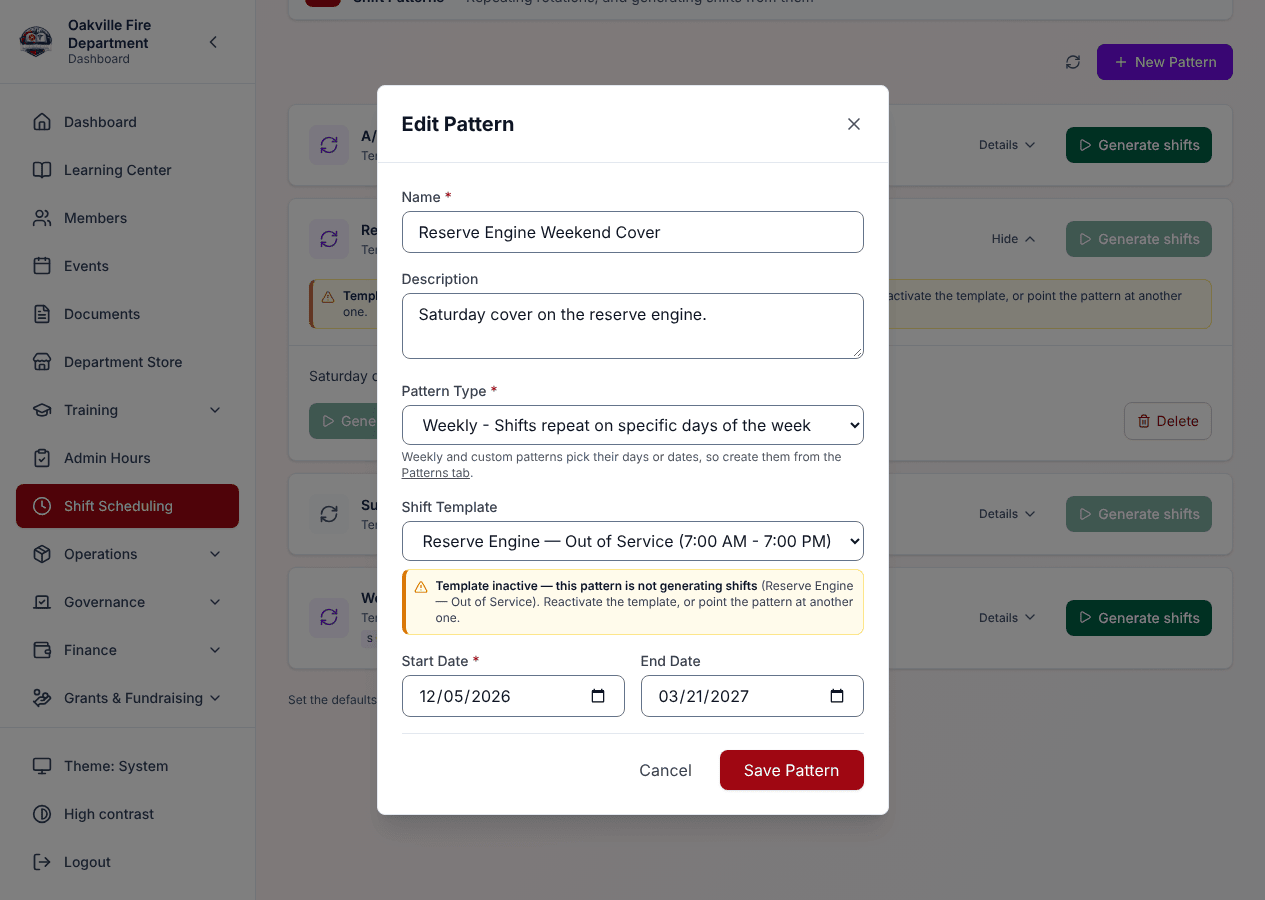 Oakville Fire
Department
Dashboard
Dashboard
Learning Center
Members
Events
Documents
Department Store
Training
Admin Hours
Shift Scheduling
Operations
Governance
Finance
Grants & Fundraising
Theme: System
High contrast
Logout
New Pattern
A/
Details
Generate shifts
Re
Hide
Generate shifts
Templ
activate the template, or point the pattern at another
one.
Saturday c
Gene
Delete
Su
Details
Generate shifts
We
Details
Generate shifts
s
Set the defaults
Edit Pattern
Name *
Reserve Engine Weekend Cover
Description
Saturday cover on the reserve engine.
Pattern Type *
Weekly - Shifts repeat on specific days of the week
Weekly and custom patterns pick their days or dates, so create them from the
Patterns tab.
Shift Template
Reserve Engine — Out of Service (7:00 AM - 7:00 PM)
Template inactive — this pattern is not generating shifts (Reserve Engine
— Out of Service). Reactivate the template, or point the pattern at another
one.
Start Date *
End Date
12/05/2026
03/21/2027
Cancel
Save Pattern